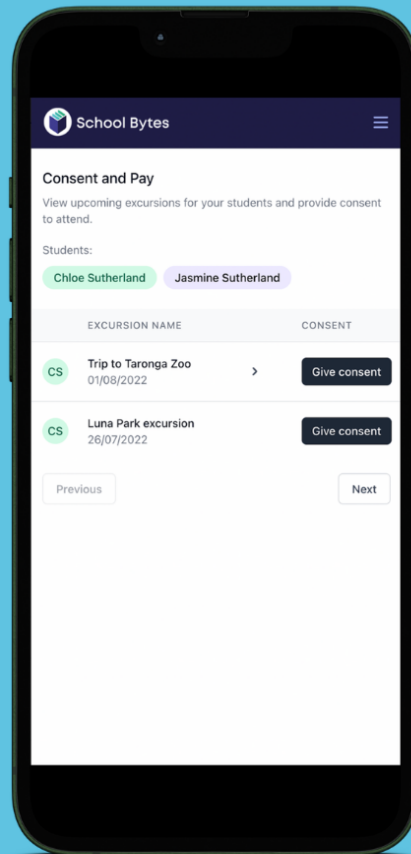 School Bytes
Consent and Pay
View upcoming excursions for your students and provide consent
to attend.
Students:
Chloe Sutherland Jasmine Sutherland
EXCURSION NAME CONSENT
CS Trip to Taronga Zoo > Give consent
01/08/2022
CS Luna Park excursion Give consent
26/07/2022
Previous Next